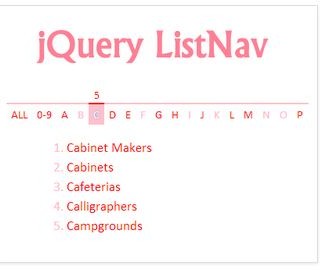 jQuery ListNav
5
ALL 0-9 A B C D E F G H I J K L M N O P
1. Cabinet Makers
2. Cabinets
3. Cafeterias
4. Calligraphers
5. Campgrounds